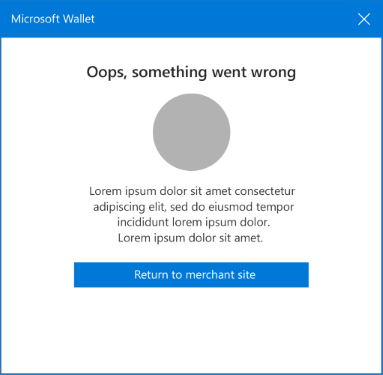 Microsoft Wallet
Oops, something went wrong
Lorem ipsum dolor sit amet consectetur
adipiscing elit, sed do eiusmod tempor
incididunt lorem ipsum dolor.
Lorem ipsum dolor sit amet.
Return to merchant site